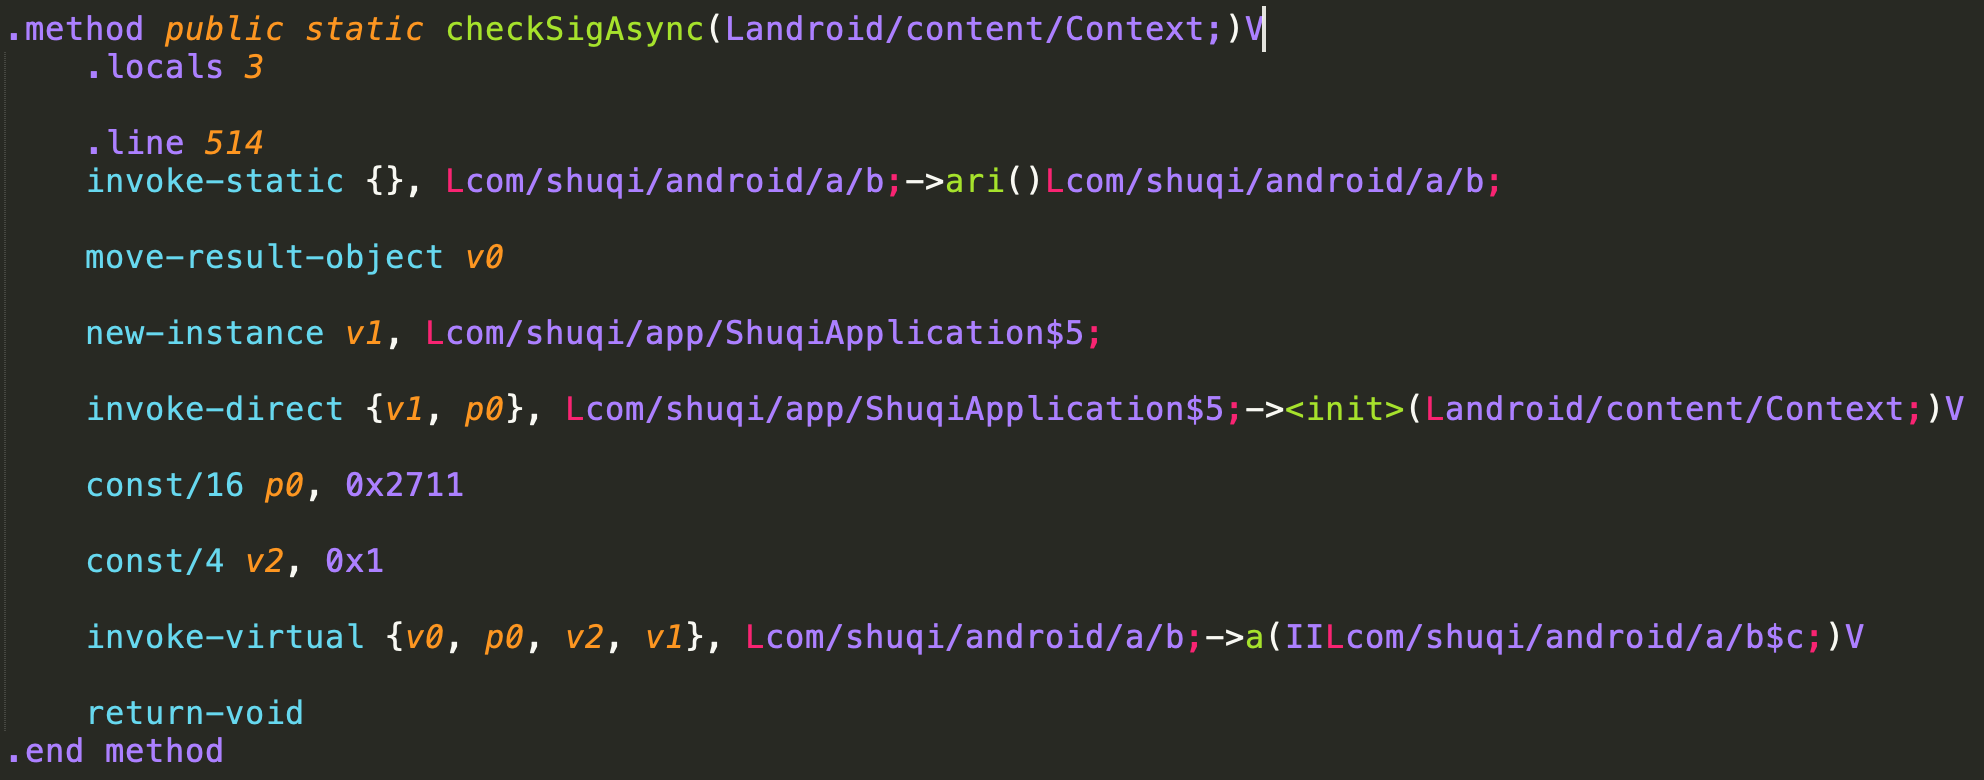 .method public static checkSigAsync(Landroid/content/Context;)V
.locals 3
.line 514
invoke-static {}, Lcom/shuqi/android/a/b;->ari()Lcom/shuqi/android/a/b;
move-result-object v0
new-instance v1, Lcom/shuqi/app/ShuqiApplication$5;
invoke-direct {v1, p0}, Lcom/shuqi/app/ShuqiApplication$5;-><init>(Landroid/content/Context;)V
const/16 p0, 0x2711
const/4 v2, 0x1
invoke-virtual {v0, p0, v2, v1}, Lcom/shuqi/android/a/b;->a(IILcom/shuqi/android/a/b$c;)V
return-void
.end method